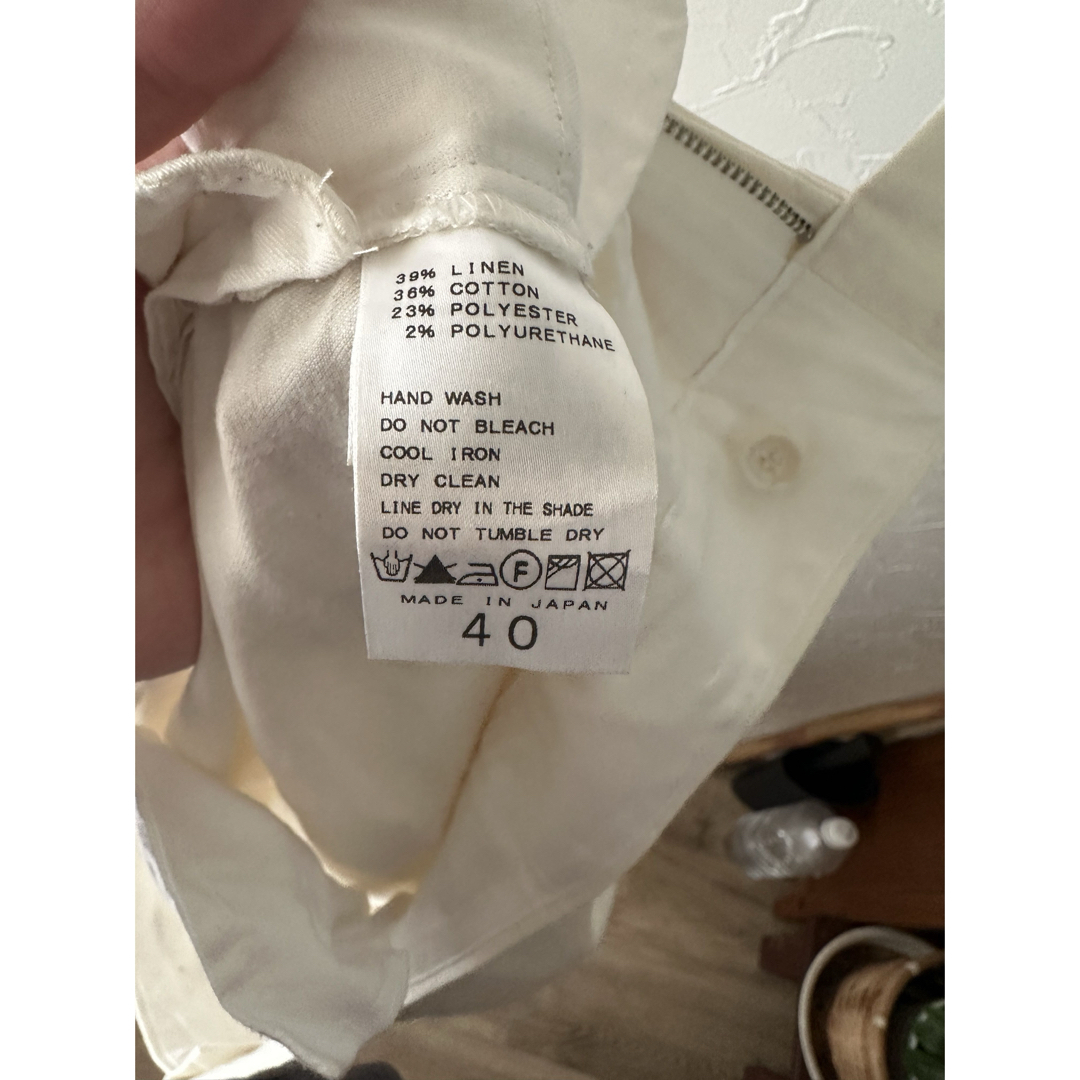 39% LINEN
36% COTTON
23% POLYESTER
2% POLYURETHANE
HAND WASH
DO NOT BLEACH
COOL IRON
DRY CLEAN
LINE DRY IN THE SHADE
DO NOT TUMBLE DRY
F
MADE IN JAPAN
40